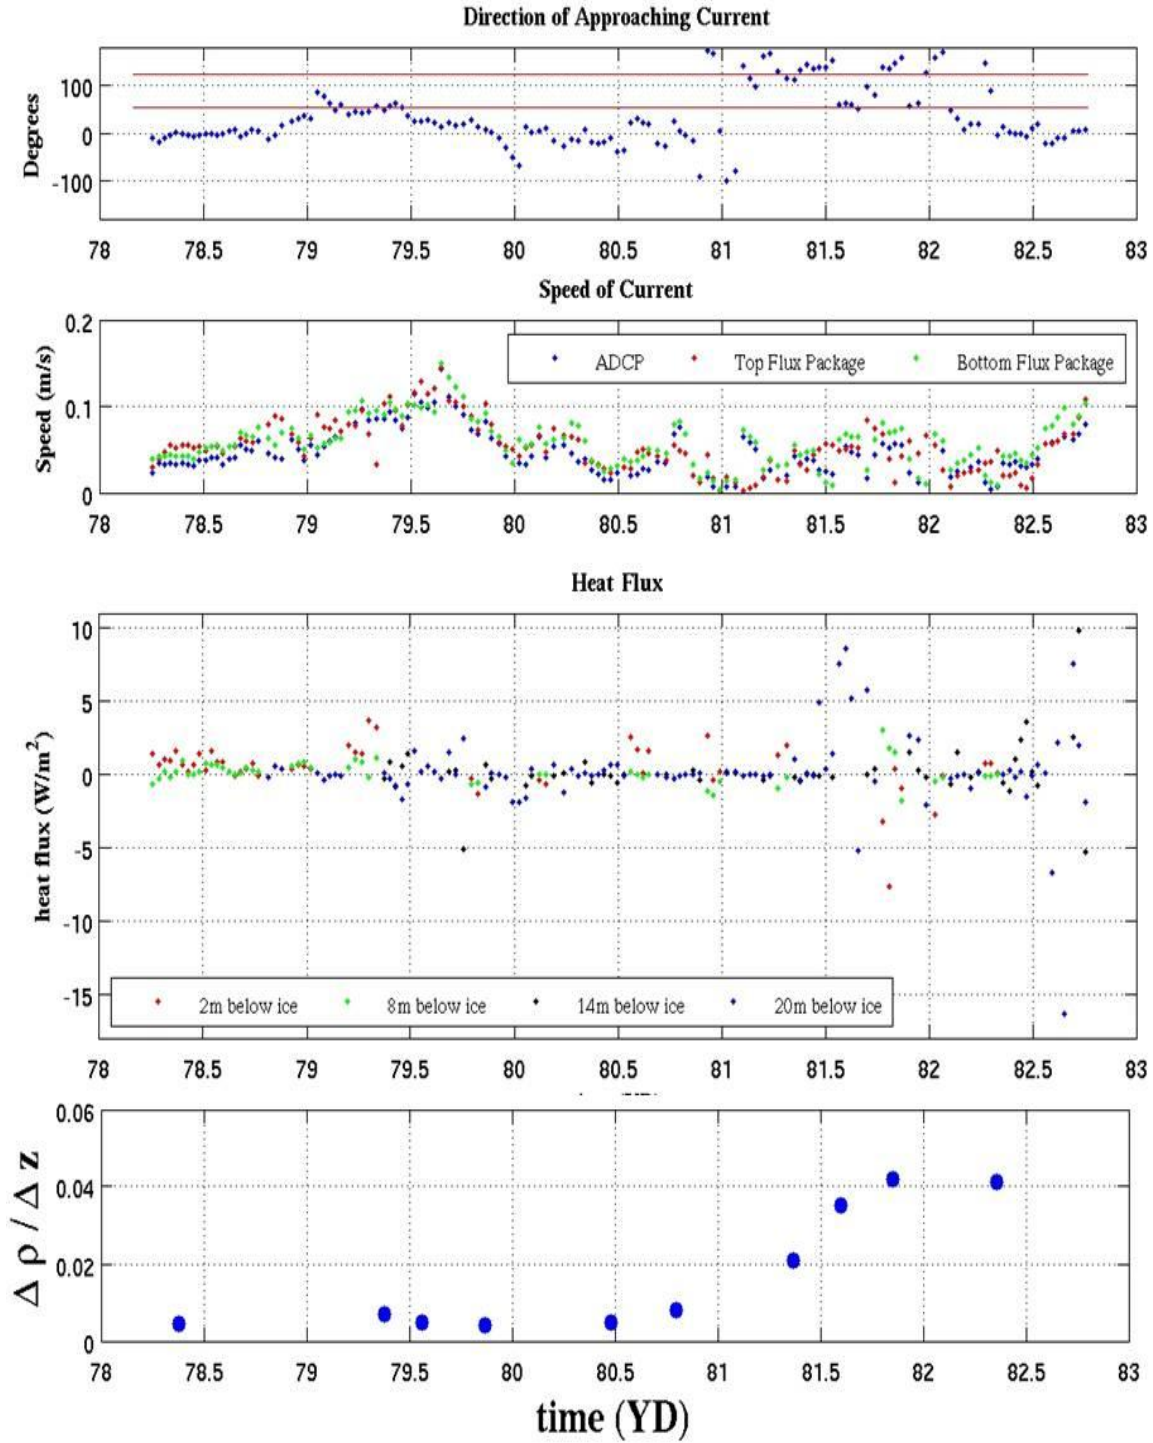 Direction of Approaching Current
Degrees
100
0
-100
78 78.5 79 79.5 80 80.5 81 81.5 82 82.5 83
Speed of Current
Speed (m/s)
0.2
0.1
0
ADCP Top Flux Package Bottom Flux Package
78 78.5 79 79.5 80 80.5 81 81.5 82 82.5 83
Heat Flux
heat flux (W/m²)
10
5
0
-5
-10
-15
2m below ice 8m below ice 14m below ice 20m below ice
78 78.5 79 79.5 80 80.5 81 81.5 82 82.5 83
Δ ρ / Δ z
0.06
0.04
0.02
0
78 78.5 79 79.5 80 80.5 81 81.5 82 82.5 83
time (YD)